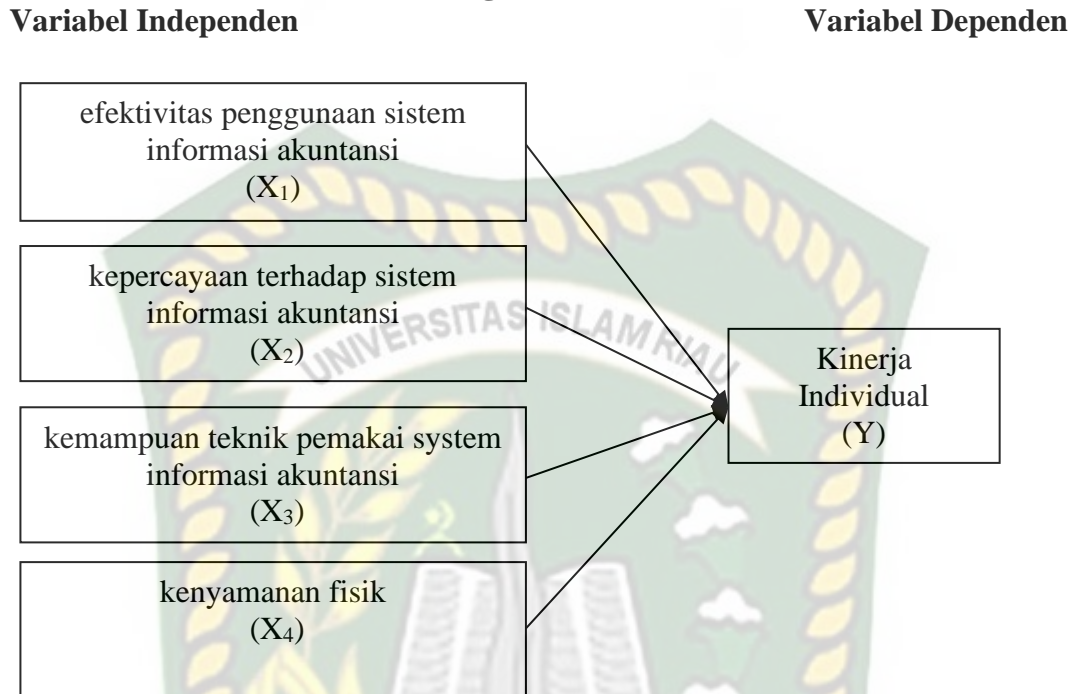 Variabel Independen
Variabel Dependen
efektivitas penggunaan sistem
informasi akuntansi
(X₁)
kepercayaan terhadap sistem
informasi akuntansi
(X₂)
kemampuan teknik pemakai system
informasi akuntansi
(X₃)
kenyamanan fisik
(X₄)
Kinerja
Individual
(Y)
UNIVERSITAS ISLAM RIAU